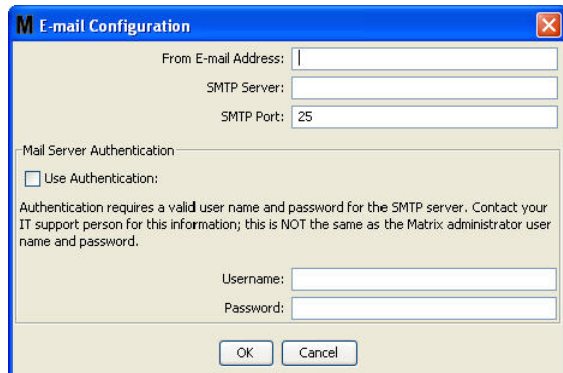 M E-mail Configuration
From E-mail Address:
SMTP Server:
SMTP Port: 25
Mail Server Authentication
Use Authentication:
Authentication requires a valid user name and password for the SMTP server. Contact your
IT support person for this information; this is NOT the same as the Matrix administrator user
name and password.
Username:
Password:
OK Cancel